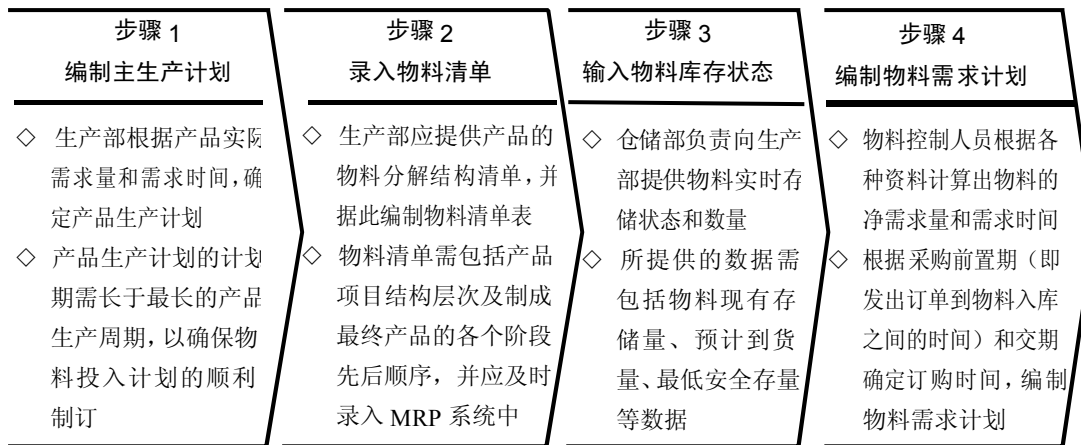 步骤 1
编制主生产计划
◇ 生产部根据产品实际
需求量和需求时间,确
定产品生产计划
◇ 产品生产计划的计划
期需长于最长的产品
生产周期,以确保物
料投入计划的顺利
制订
步骤 2
录入物料清单
◇ 生产部应提供产品的
物料分解结构清单,并
据此编制物料清单表
◇ 物料清单需包括产品
项目结构层次及制成
最终产品的各个阶段
先后顺序，并应及时
录入 MRP 系统中
步骤 3
输入物料库存状态
◇ 仓储部负责向生产
部提供物料实时存
储状态和数量
◇ 所提供的数据需
包括物料现有存
储量、预计到货
量、最低安全存量
等数据
步骤 4
编制物料需求计划
◇ 物料控制人员根据各
种资料计算出物料的
净需求量和需求时间
◇ 根据采购前置期（即
发出订单到物料入库
之间的时间）和交期
确定订购时间，编制
物料需求计划